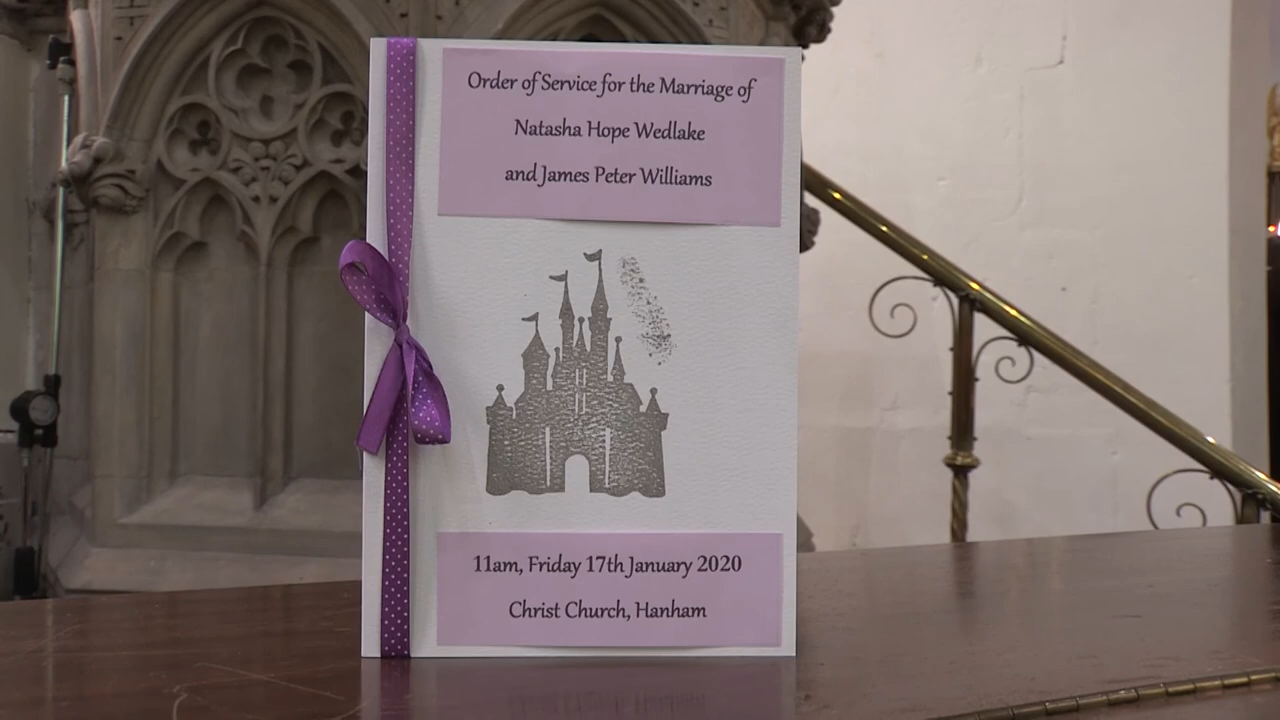 Order of Service for the Marriage of
Natasha Hope Wedlake
and James Peter Williams
11am, Friday 17th January 2020
Christ Church, Hanham